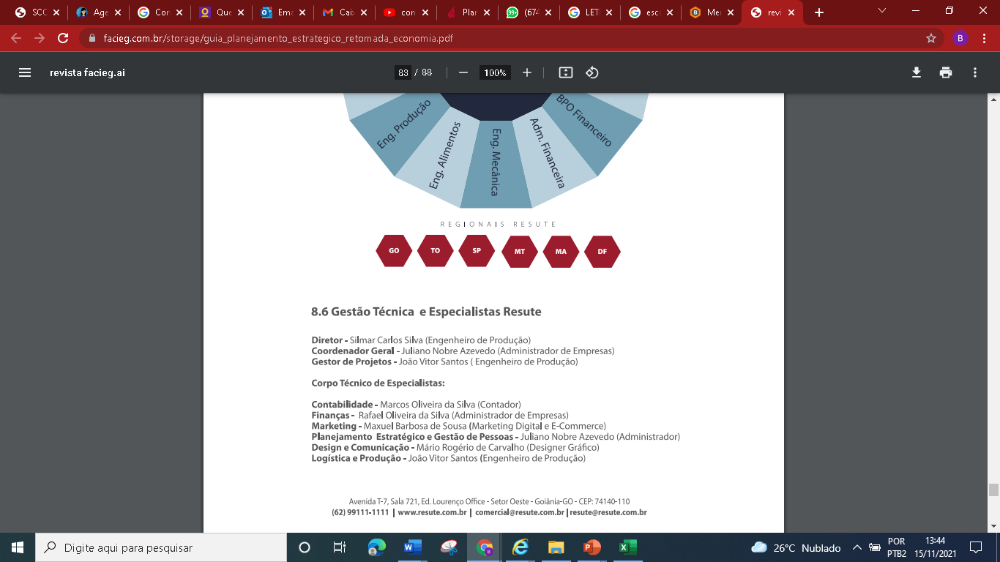 SCC
Age
Con
Que
Ema
Caix
con
Plan
(674
LETI
esca
Mer
revi
facieg.com.br/storage/guia_planejamento_estrategico_retomada_economia.pdf
B
revista facieg.ai
83 / 88
100%
Eng. Produção
Eng. Alimentos
Eng. Mecânica
Adm. Financeira
BPO Financeiro
REGIONAIS RESUTE
GO TO SP MT MA DF
8.6 Gestão Técnica e Especialistas Resute
Diretor - Silmar Carlos Silva (Engenheiro de Produção)
Coordenador Geral - Juliano Nobre Azevedo (Administrador de Empresas)
Gestor de Projetos - João Vitor Santos ( Engenheiro de Produção)
Corpo Técnico de Especialistas:
Contabilidade - Marcos Oliveira da Silva (Contador)
Finanças - Rafael Oliveira da Silva (Administrador de Empresas)
Marketing - Maxuel Barbosa de Sousa (Marketing Digital e E-Commerce)
Planejamento Estratégico e Gestão de Pessoas - Juliano Nobre Azevedo (Administrador)
Design e Comunicação - Mário Rogério de Carvalho (Designer Gráfico)
Logística e Produção - João Vitor Santos (Engenheiro de Produção)
Avenida T-7, Sala 721, Ed. Lourenço Office - Setor Oeste - Goiânia-GO - CEP: 74140-110
(62) 99111-1111 | www.resute.com.br | comercial@resute.com.br | resute@resute.com.br
Digite aqui para pesquisar
26°C Nublado
POR
PTB2
13:44
15/11/2021